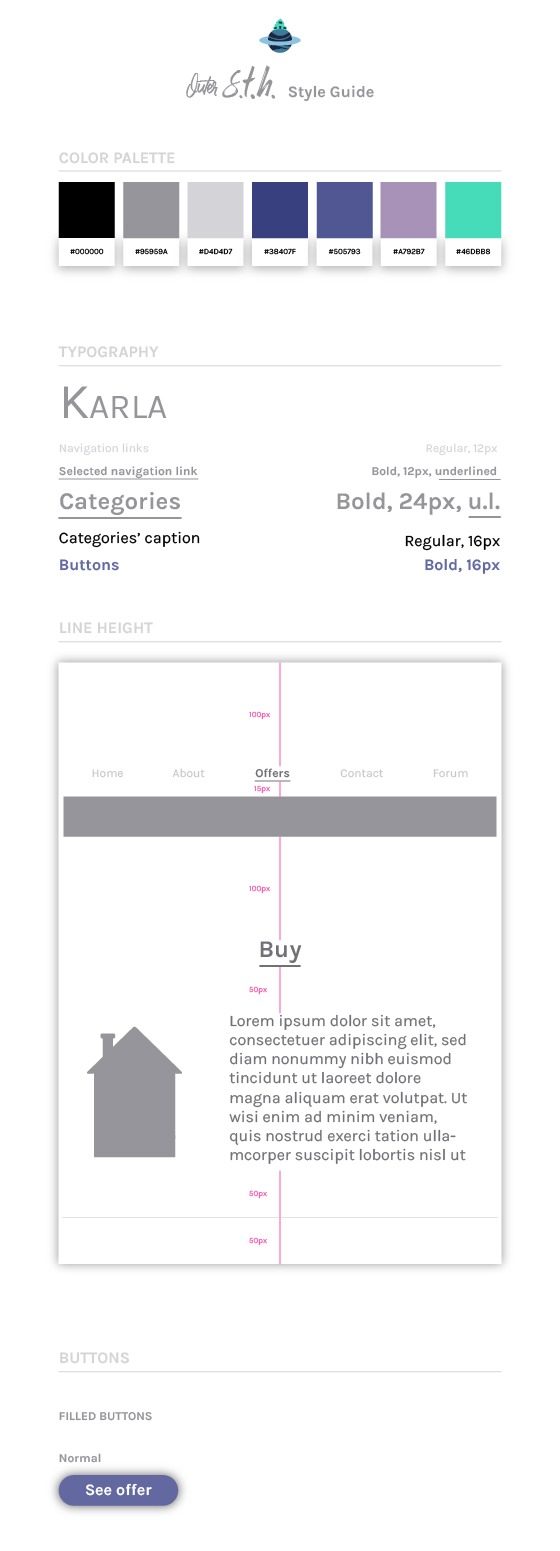 Outer S.t.h. Style Guide
COLOR PALETTE
#000000 #95959A #D4D4D7 #38407F #505793 #A792B7 #46DBB8
TYPOGRAPHY
KARLA
Navigation links Regular, 12px
Selected navigation link Bold, 12px, underlined
Categories Bold, 24px, u.l.
Categories’ caption Regular, 16px
Buttons Bold, 16px
LINE HEIGHT
100px
Home About Offers Contact Forum
15px
100px
Buy
50px
Lorem ipsum dolor sit amet,
consectetuer adipiscing elit, sed
diam nonummy nibh euismod
tincidunt ut laoreet dolore
magna aliquam erat volutpat. Ut
wisi enim ad minim veniam,
quis nostrud exerci tation ulla-
mcorper suscipit lobortis nisl ut
50px
50px
BUTTONS
FILLED BUTTONS
Normal
See offer